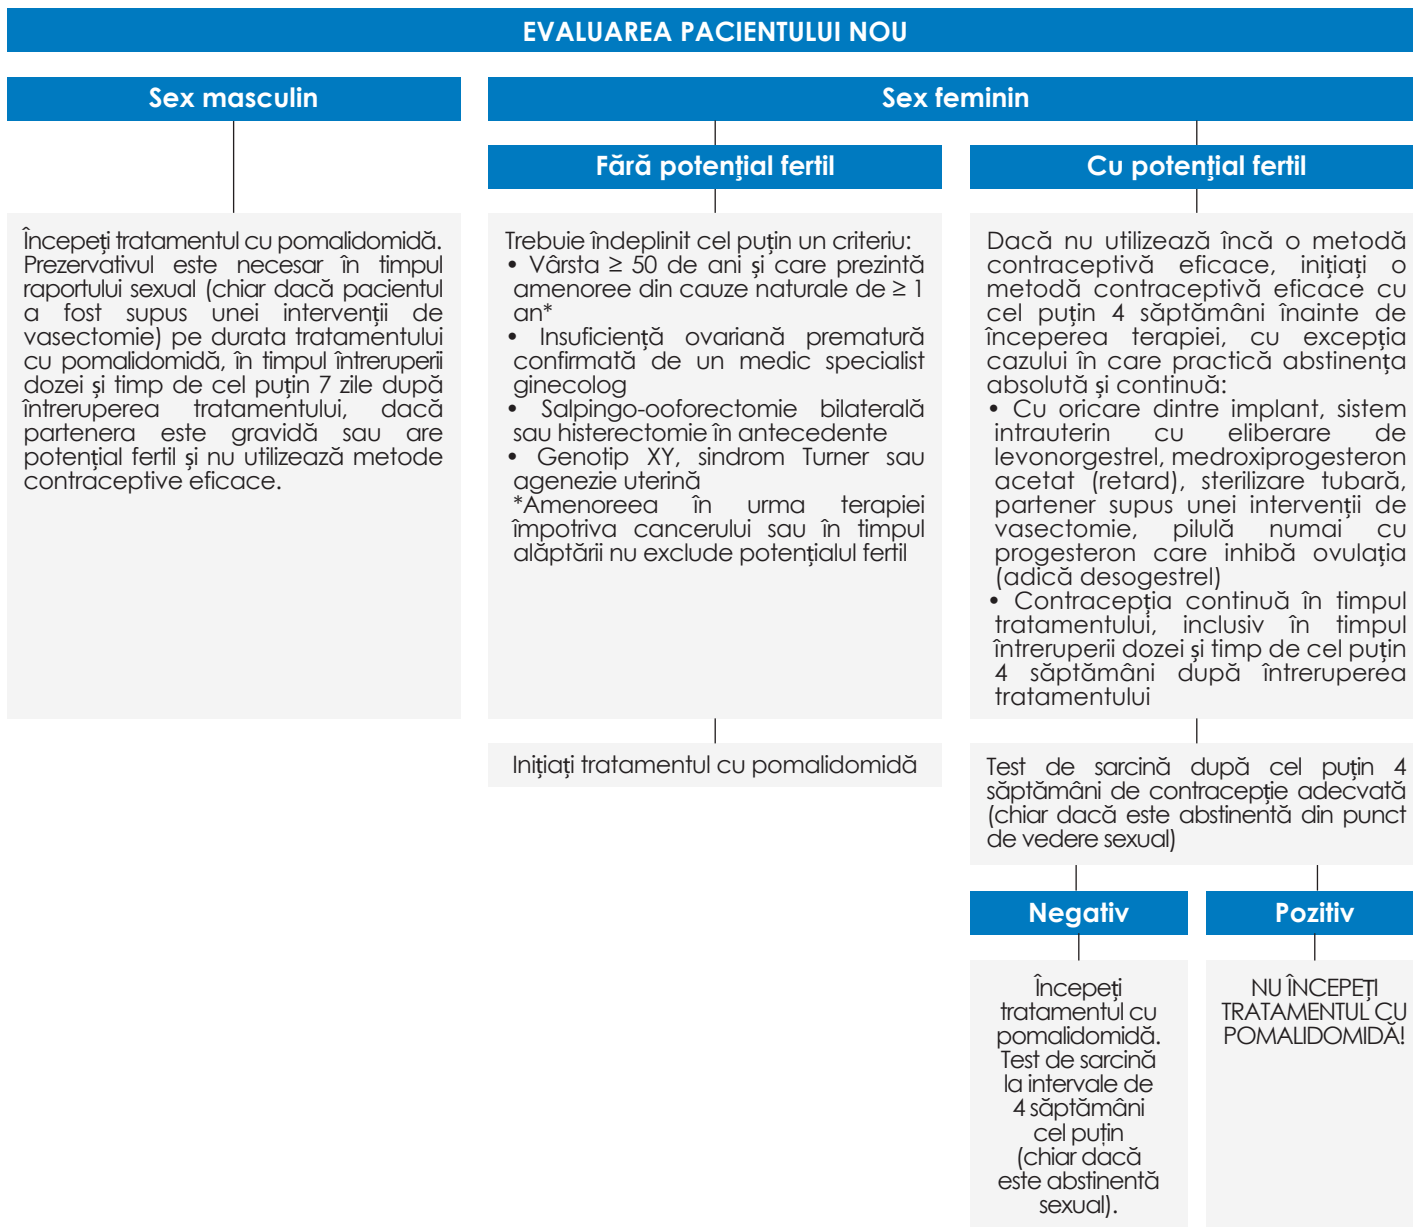 EVALUAREA PACIENTULUI NOU
Sex masculin
Începeți tratamentul cu pomalidomidă.
Prezervativul este necesar în timpul
raportului sexual (chiar dacă pacientul
a fost supus unei intervenții de
vasectomie) pe durata tratamentului
cu pomalidomidă, în timpul întreruperii
dozei și timp de cel puțin 7 zile după
întreruperea tratamentului, dacă
partenera este gravidă sau are
potențial fertil și nu utilizează metode
contraceptive eficace.
Sex feminin
Fără potențial fertil
Trebuie îndeplinit cel puțin un criteriu:
• Vârsta ≥ 50 de ani și care prezintă
amenoree din cauze naturale de ≥ 1
an*
• Insuficiență ovariană prematură
confirmată de un medic specialist
ginecolog
• Salpingo-ooforectomie bilaterală
sau histerectomie în antecedente
• Genotip XY, sindrom Turner sau
agenezie uterină
*Amenoreea în urma terapiei
împotriva cancerului sau în timpul
alăptării nu exclude potențialul fertil
Inițiați tratamentul cu pomalidomidă
Cu potențial fertil
Dacă nu utilizează încă o metodă
contraceptivă eficace, inițiați o
metodă contraceptivă eficace cu
cel puțin 4 săptămâni înainte de
începerea terapiei, cu excepția
cazului în care practică abstinența
absolută și continuă:
• Cu oricare dintre implant, sistem
intrauterin cu eliberare de
levonorgestrel, medroxiprogesteron
acetat (retard), sterilizare tubară,
partener supus unei intervenții de
vasectomie, pilulă numai cu
progesteron care inhibă ovulația
(adică desogestrel)
• Contracepția continuă în timpul
tratamentului, inclusiv în timpul
întreruperii dozei și timp de cel puțin
4 săptămâni după întreruperea
tratamentului
Test de sarcină după cel puțin 4
săptămâni de contracepție adecvată
(chiar dacă este abstinentă din punct
de vedere sexual)
Negativ
Începeți
tratamentul cu
pomalidomidă.
Test de sarcină
la intervale de
4 săptămâni
cel puțin
(chiar dacă
este abstinentă
sexual).
Pozitiv
NU ÎNCEPEȚI
TRATAMENTUL CU
POMALIDOMIDĂ!